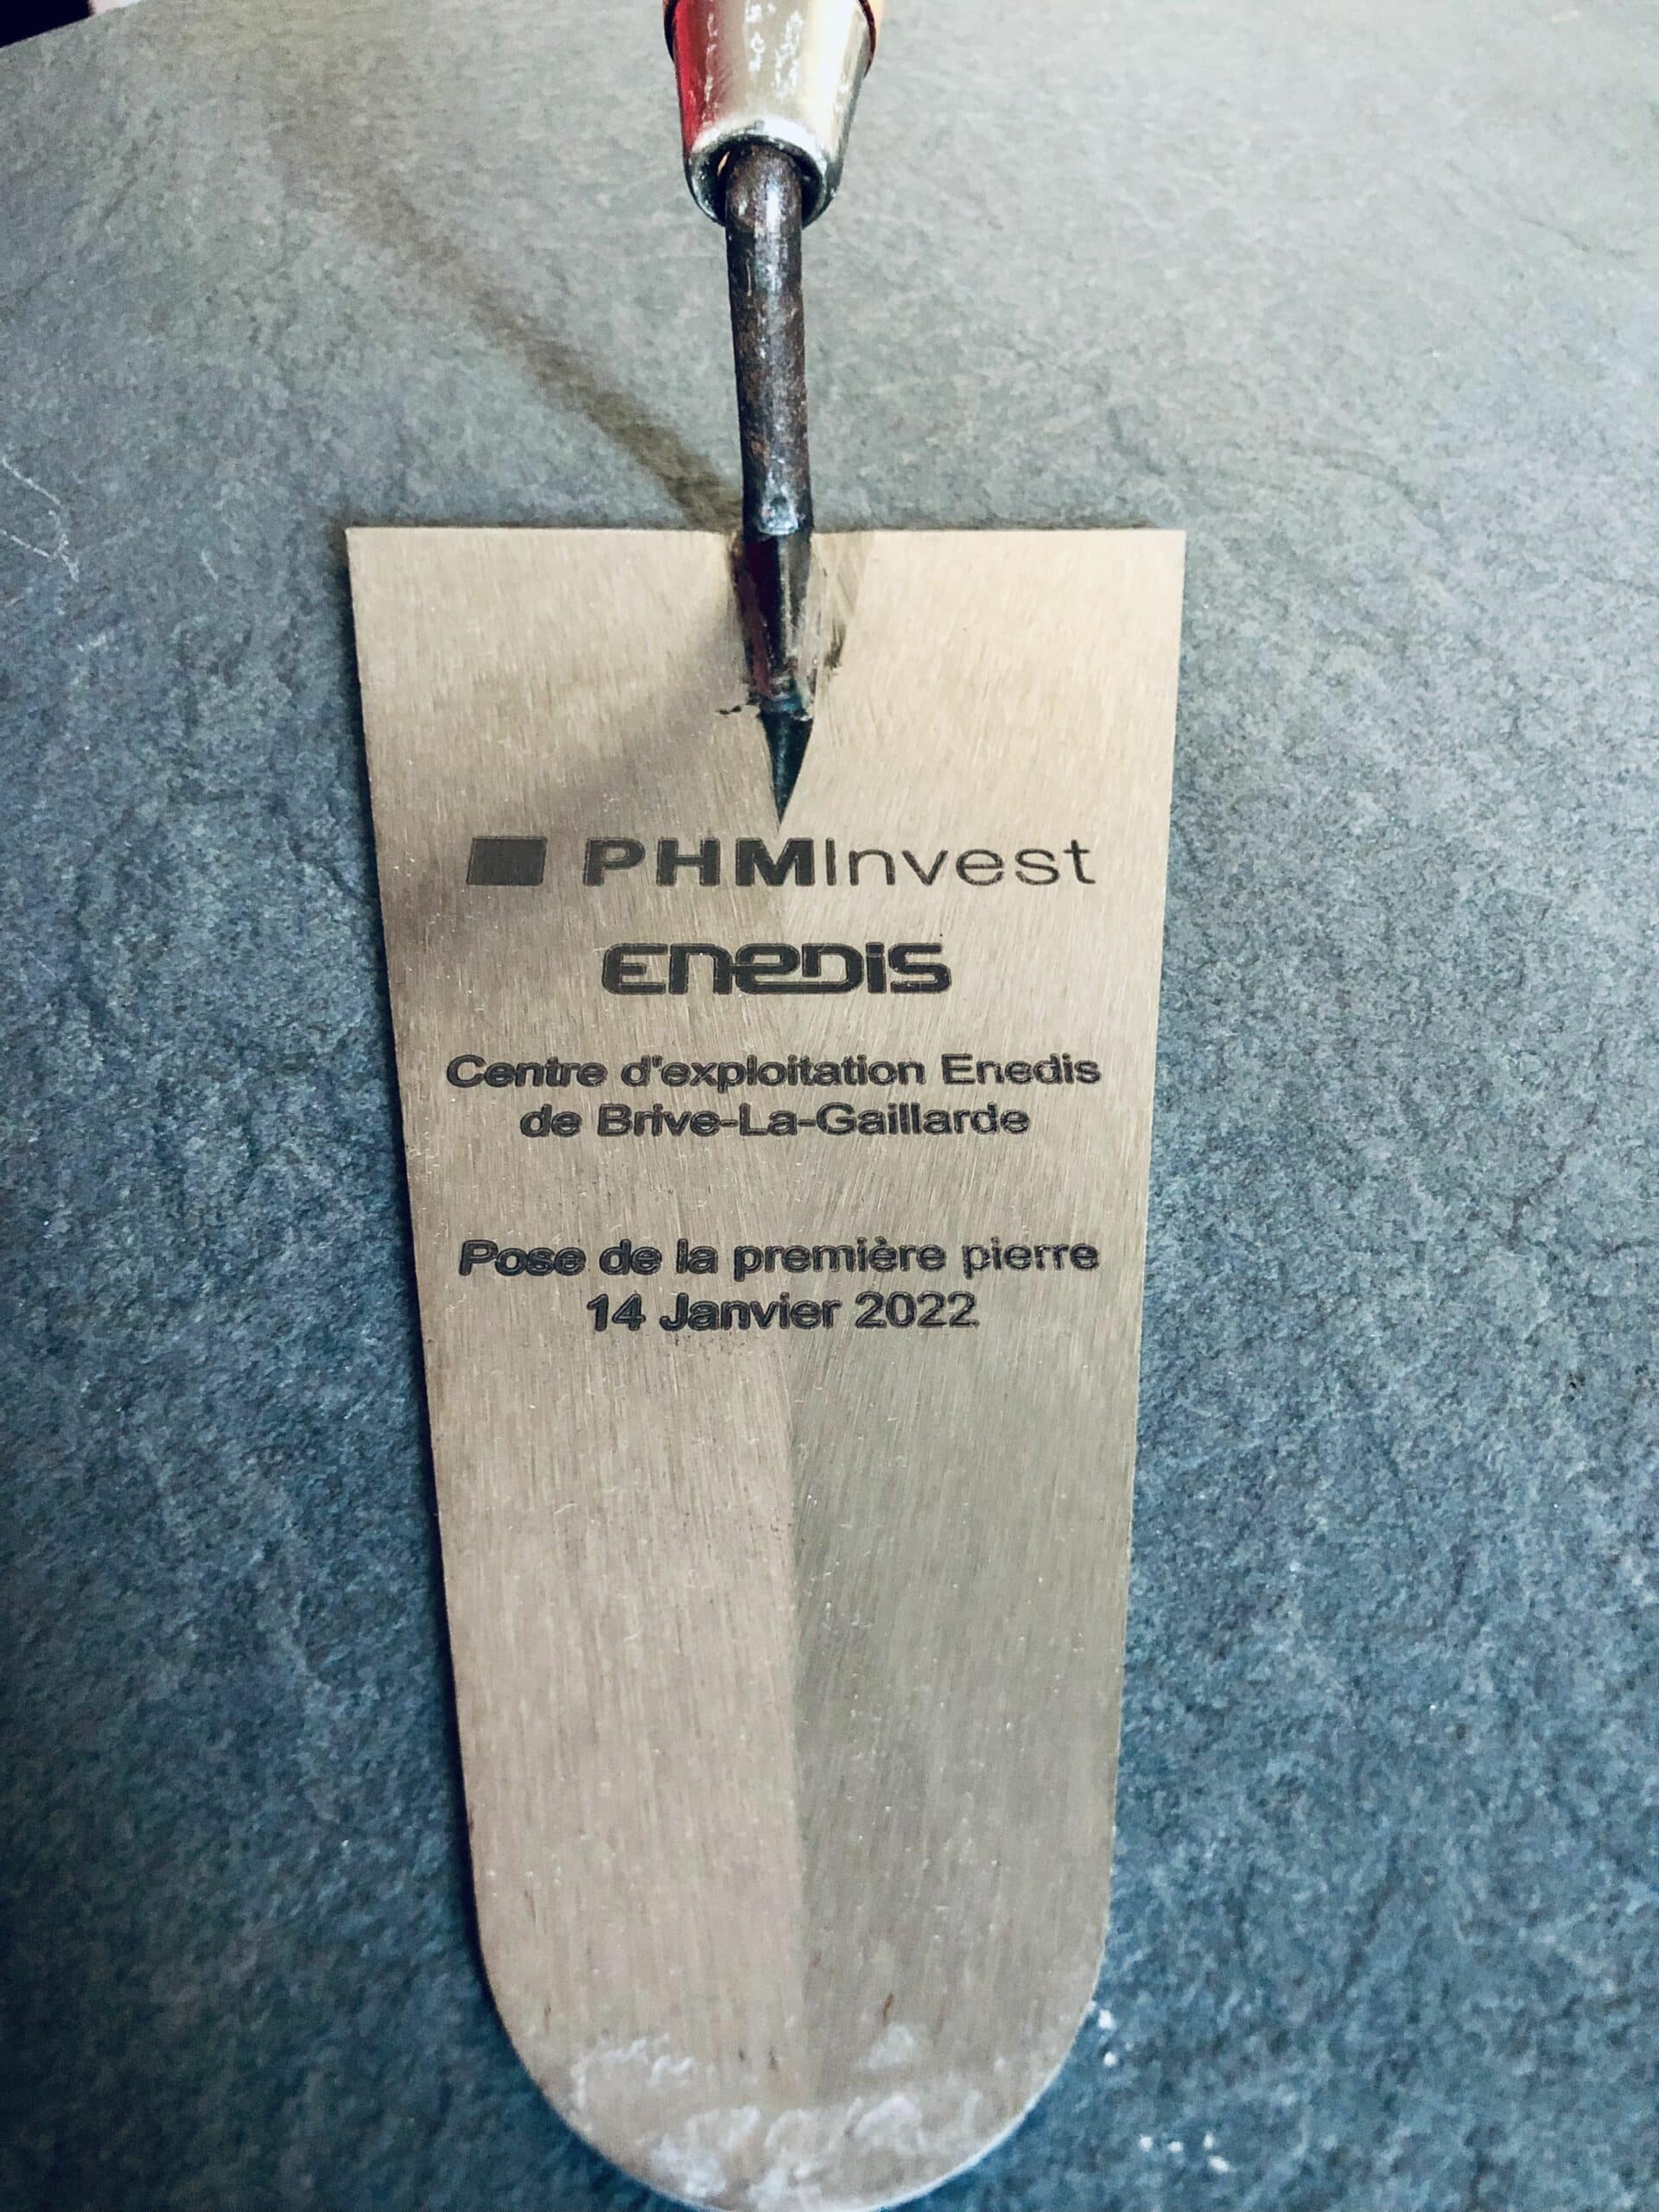 PHMInvest
Enedis
Centre d'exploitation Enedis
de Brive-La-Gaillarde
Pose de la première pierre
14 Janvier 2022